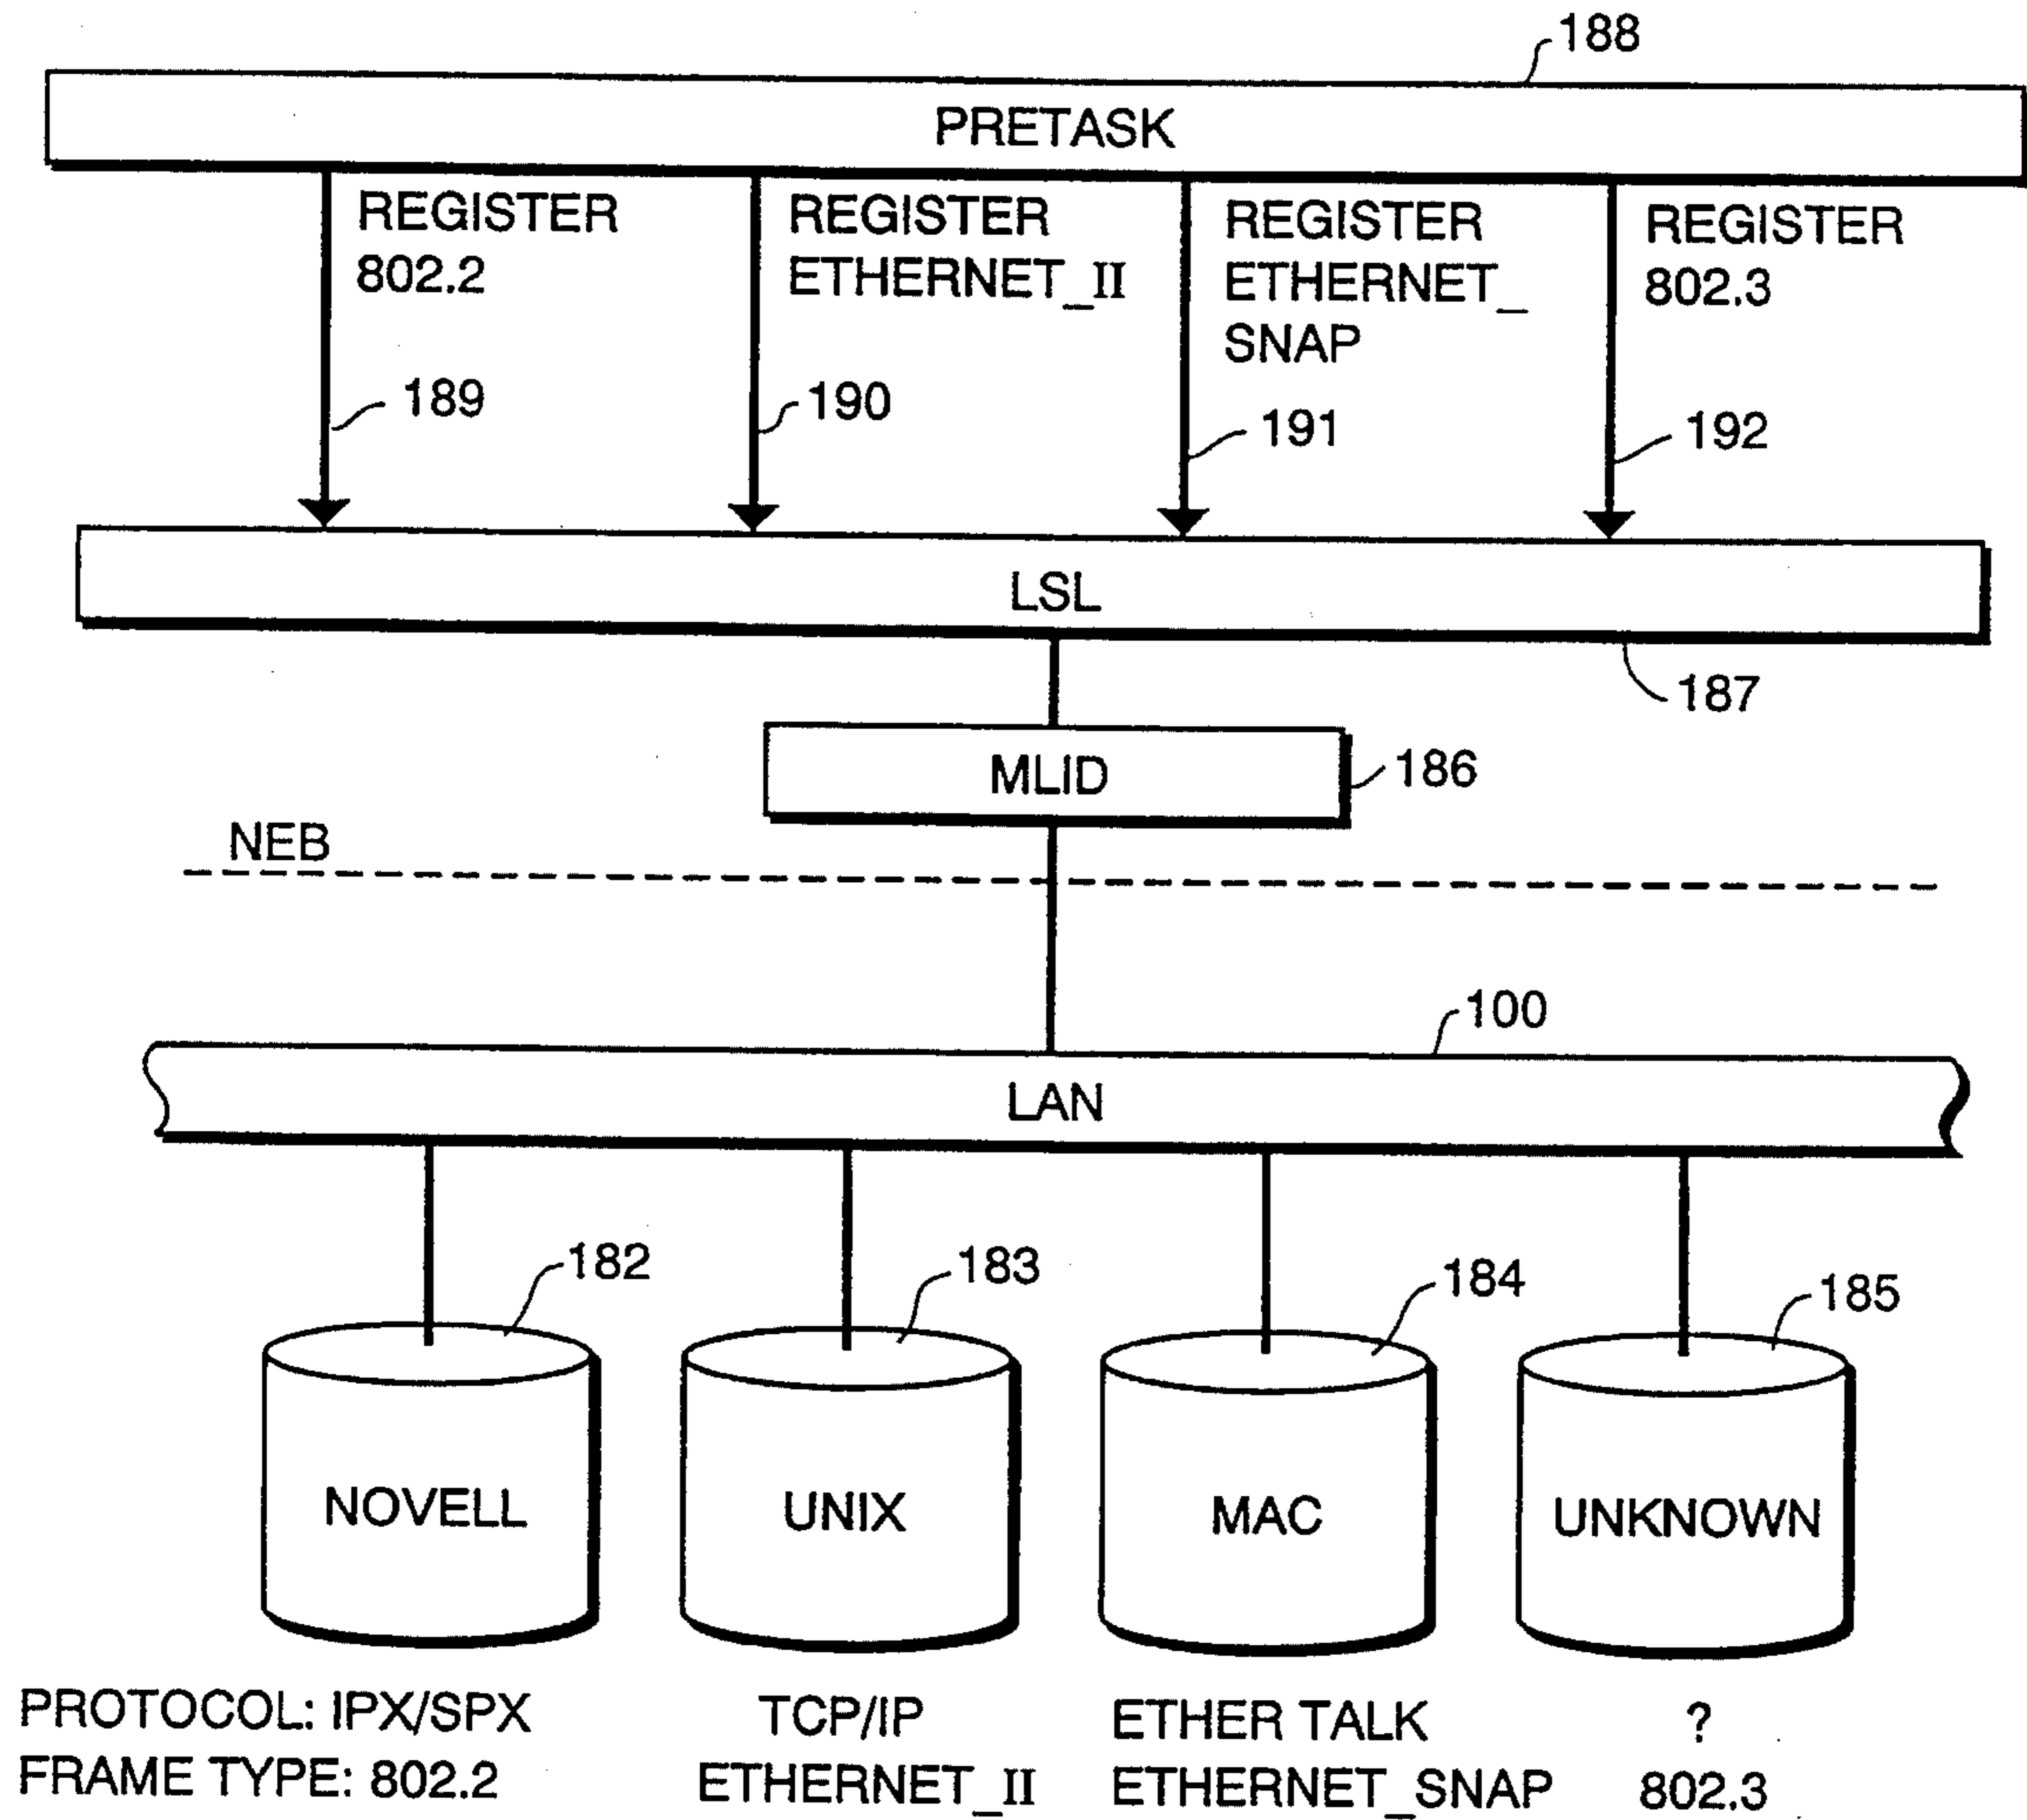 188
PRETASK
REGISTER
802.2
REGISTER
ETHERNET_II
REGISTER
ETHERNET_
SNAP
REGISTER
802.3
189
190
191
192
LSL
187
MLID
186
NEB
100
LAN
182
183
184
185
NOVELL
UNIX
MAC
UNKNOWN
PROTOCOL: IPX/SPX
TCP/IP
ETHER TALK
?
FRAME TYPE: 802.2
ETHERNET_II
ETHERNET_SNAP
802.3